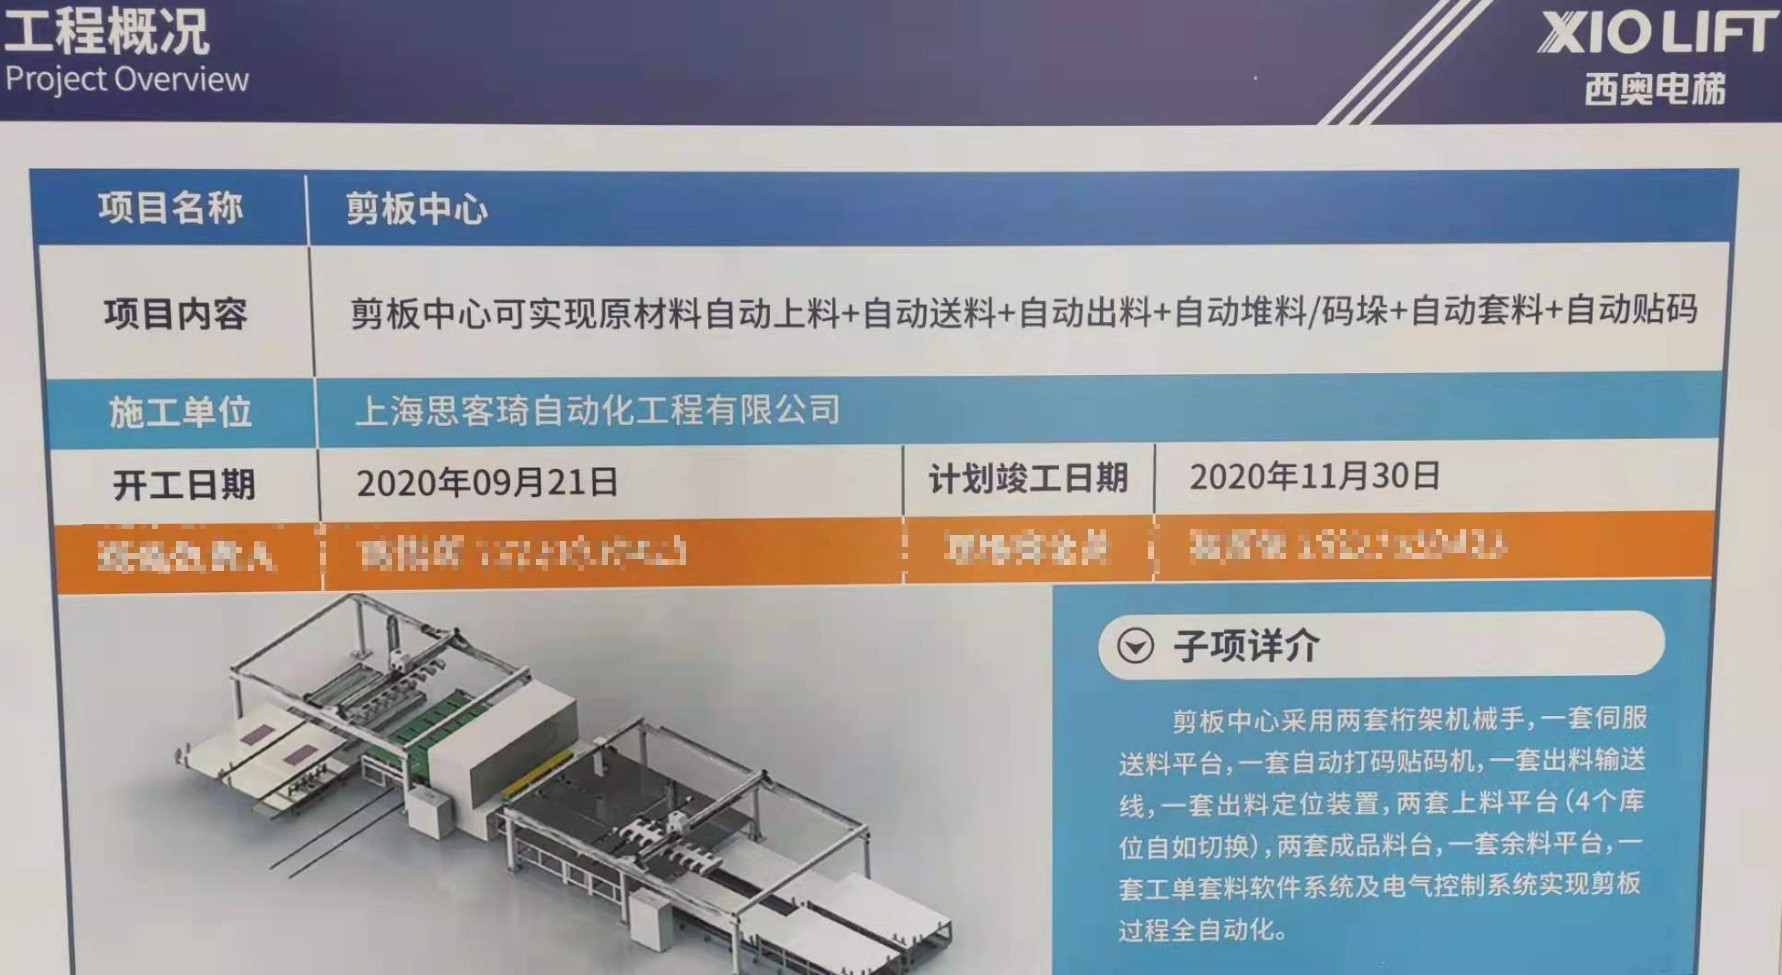 工程概况
Project Overview
XIO LIFT
西奥电梯
项目名称 剪板中心
项目内容 剪板中心可实现原材料自动上料+自动送料+自动出料+自动堆料/码垛+自动套料+自动贴码
施工单位 上海思客琦自动化工程有限公司
开工日期 2020年09月21日 计划竣工日期 2020年11月30日
子项详介
剪板中心采用两套桁架机械手,一套伺服
送料平台,一套自动打码贴码机,一套出料输送
线,一套出料定位装置,两套上料平台(4个库
位自如切换),两套成品料台,一套余料平台,一
套工单套料软件系统及电气控制系统实现剪板
过程全自动化。